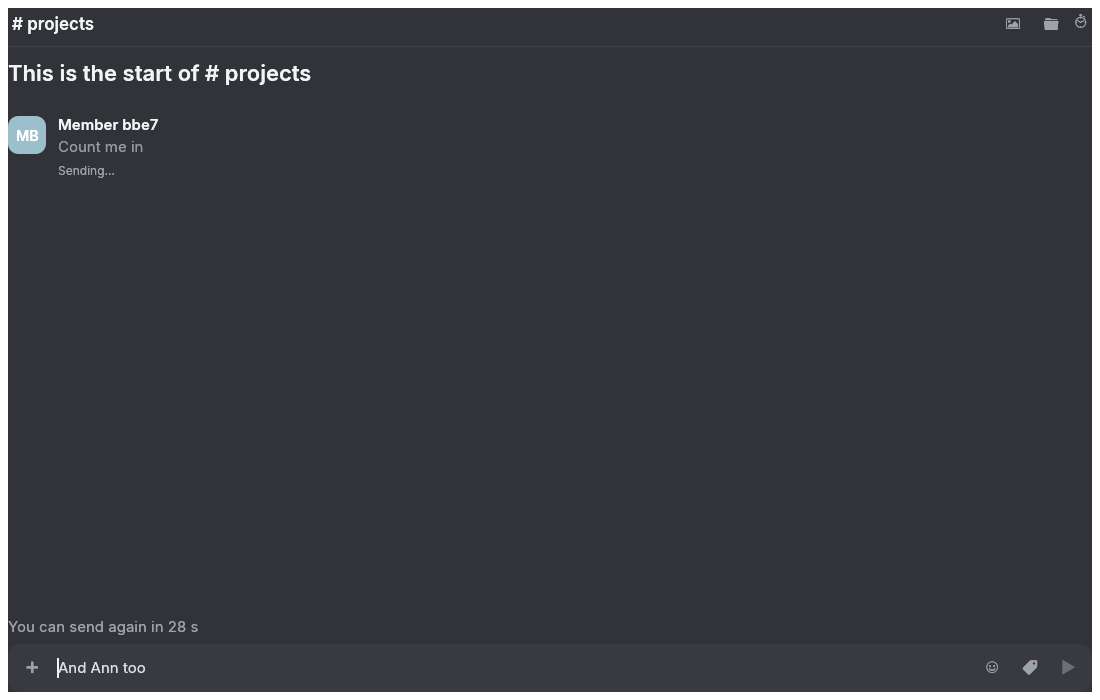 # projects
This is the start of # projects
MB
Member bbe7
Count me in
Sending...
You can send again in 28 s
And Ann too